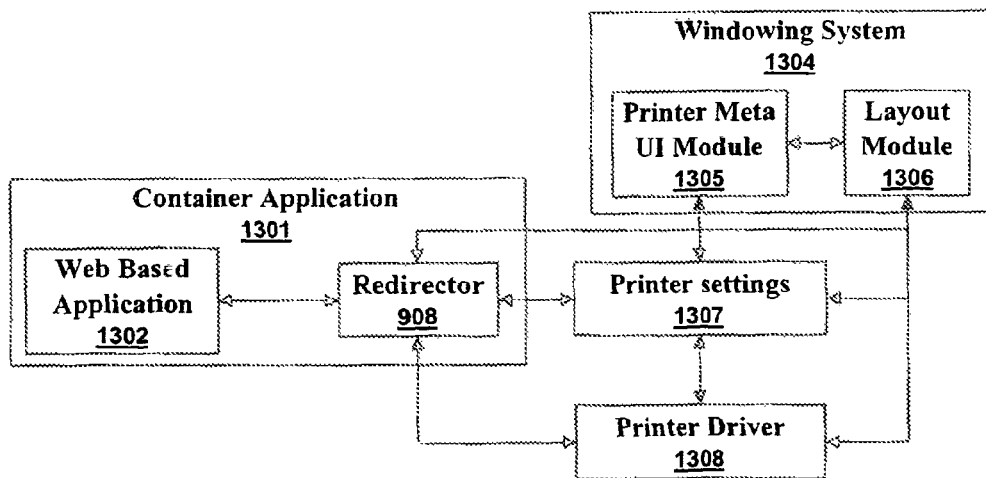 Windowing System
1304
Printer Meta
UI Module
1305
Layout
Module
1306
Container Application
1301
Web Based
Application
1302
Redirector
908
Printer settings
1307
Printer Driver
1308